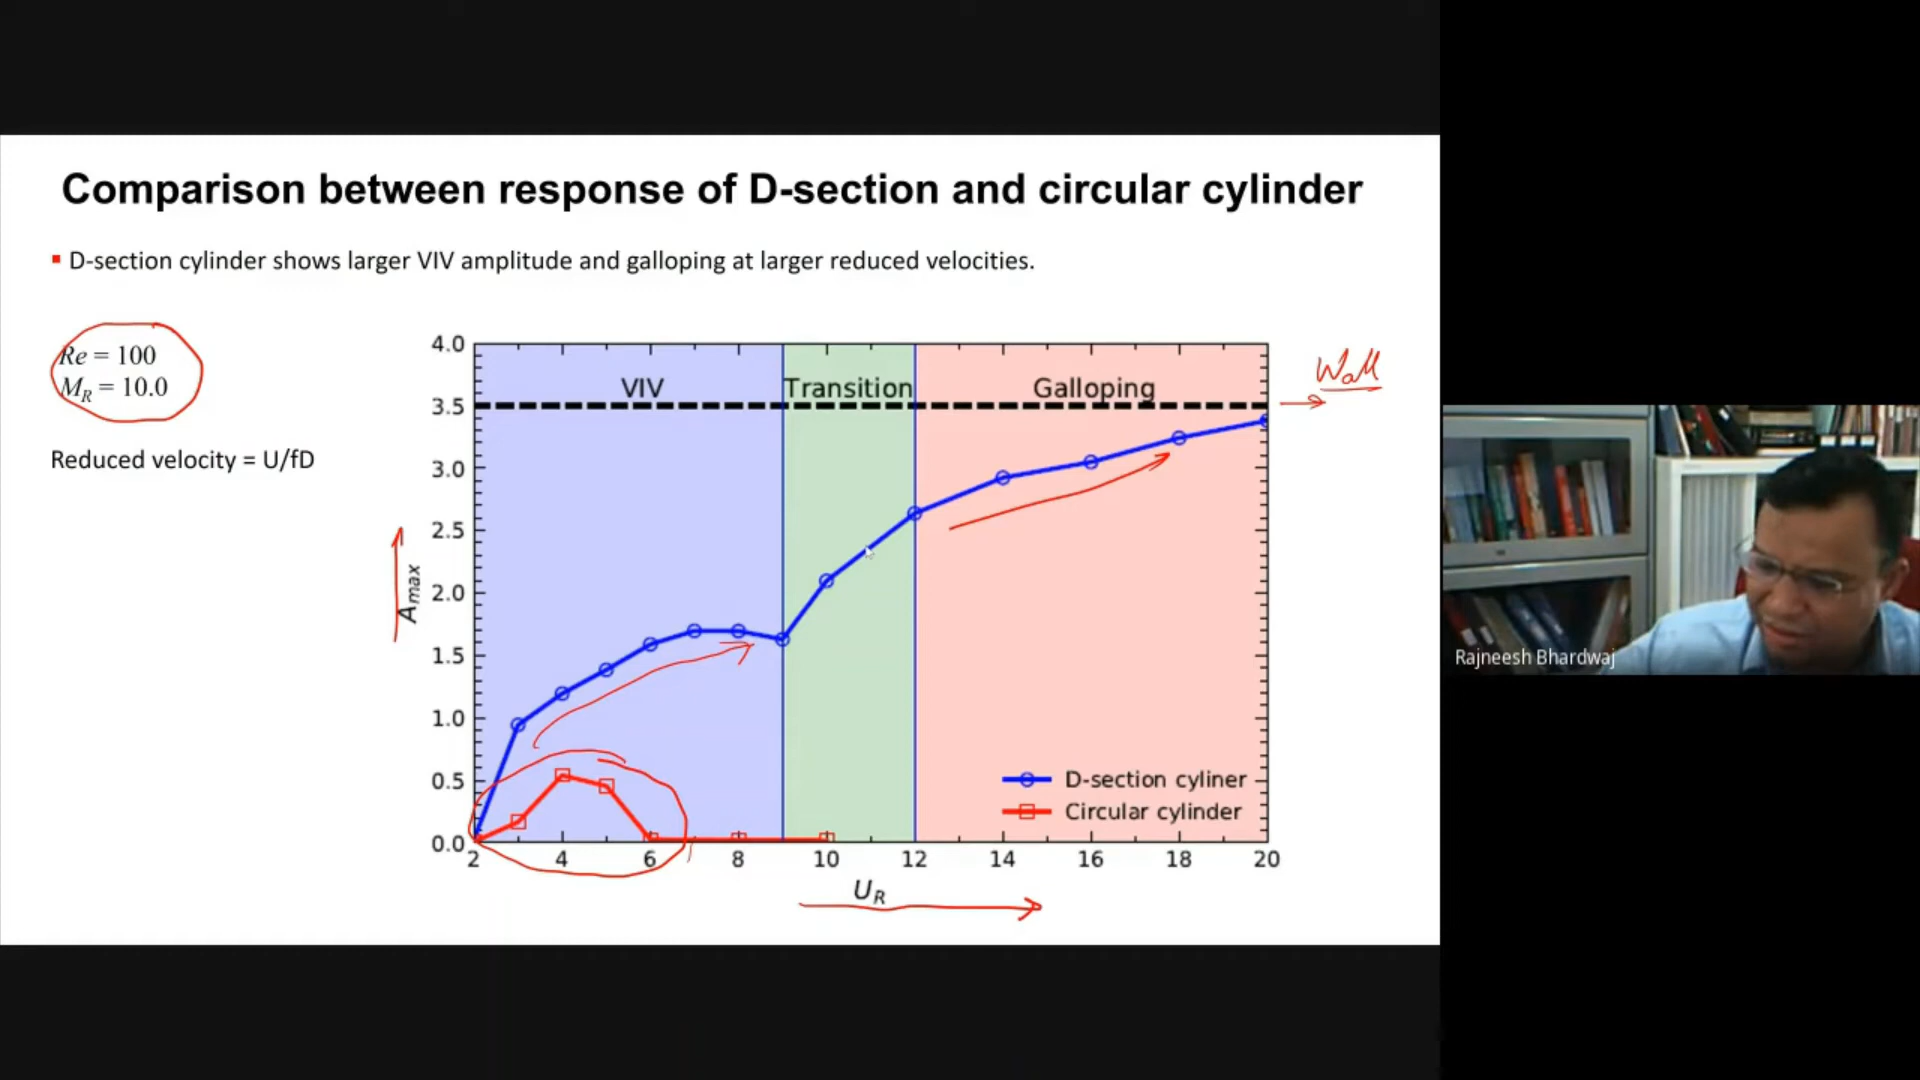 Comparison between response of D-section and circular cylinder
▪ D-section cylinder shows larger VIV amplitude and galloping at larger reduced velocities.
Re = 100
M_R = 10.0
Reduced velocity = U/fD
4.0
3.5
3.0
2.5
2.0
1.5
1.0
0.5
0.0
A_max
VIV
Transition
Galloping
Wall
D-section cyliner
Circular cylinder
2 4 6 8 10 12 14 16 18 20
U_R
Rajneesh Bhardwaj